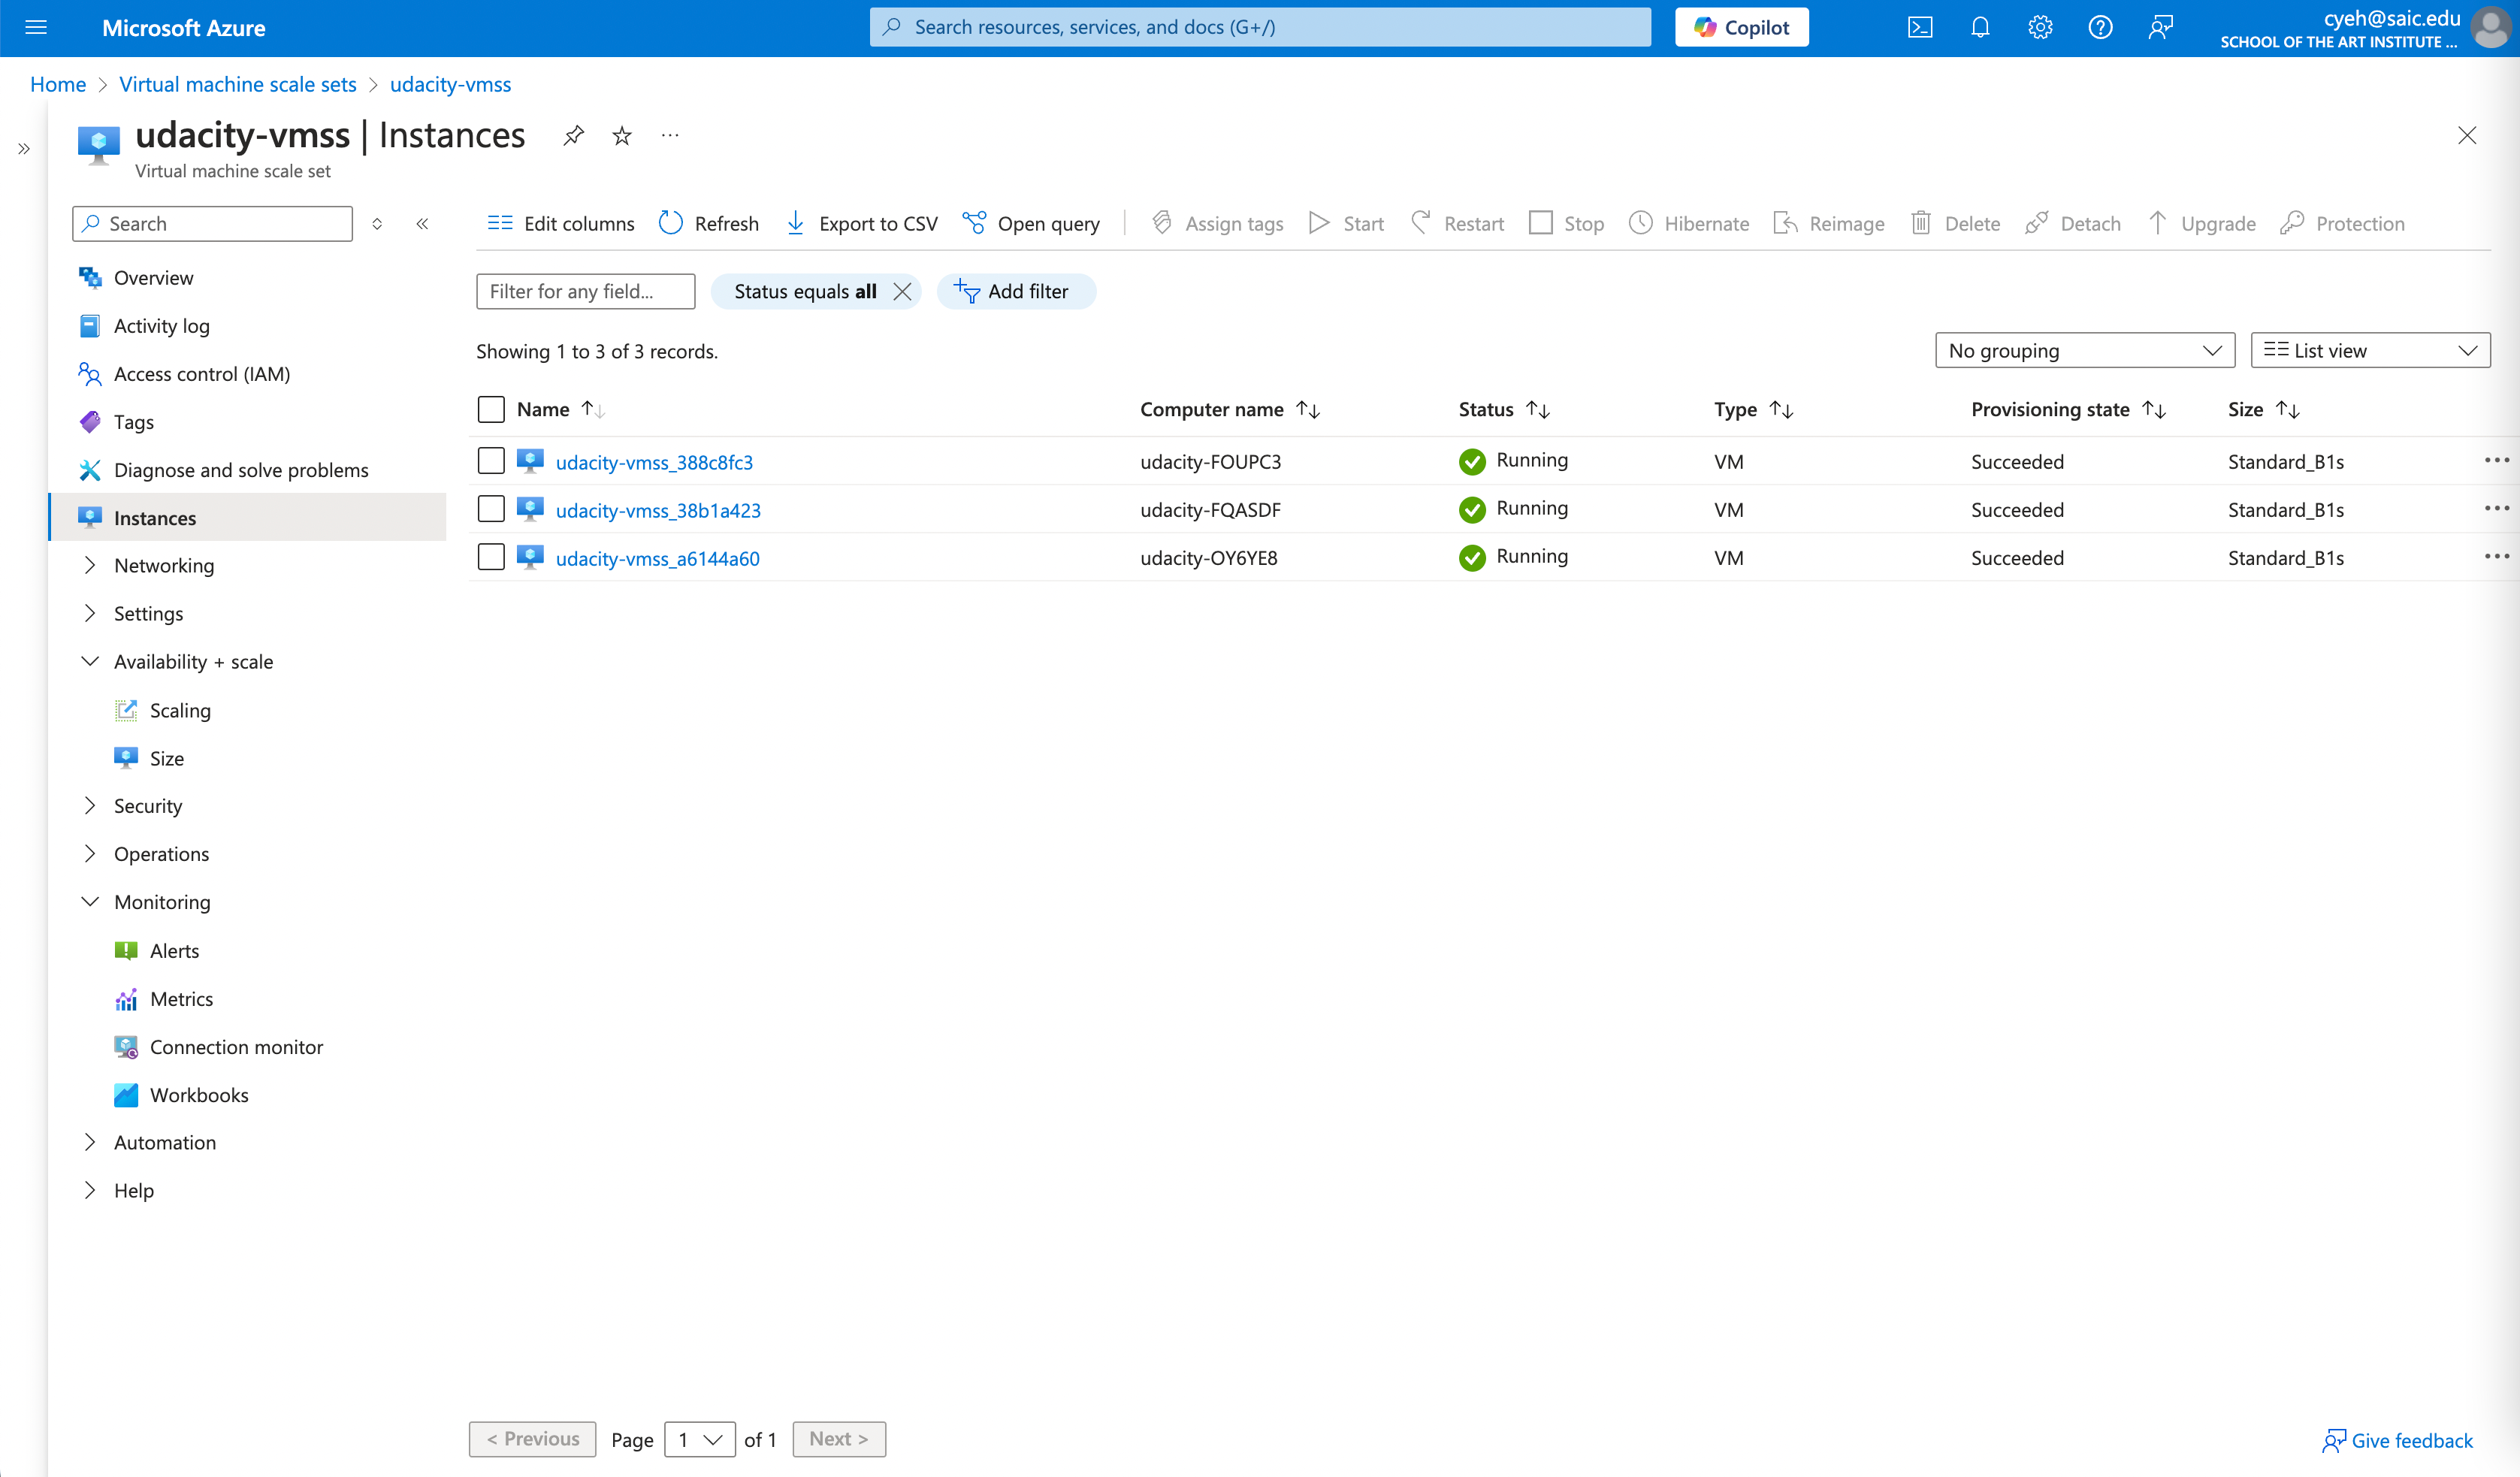 Microsoft Azure
Search resources, services, and docs (G+/)
Copilot
cyeh@saic.edu
SCHOOL OF THE ART INSTITUTE ...
Home > Virtual machine scale sets > udacity-vmss
udacity-vmss | Instances
Virtual machine scale set
Search
Edit columns
Refresh
Export to CSV
Open query
Assign tags
Start
Restart
Stop
Hibernate
Reimage
Delete
Detach
Upgrade
Protection
Overview
Activity log
Access control (IAM)
Tags
Diagnose and solve problems
Instances
Networking
Settings
Availability + scale
Scaling
Size
Security
Operations
Monitoring
Alerts
Metrics
Connection monitor
Workbooks
Automation
Help
Filter for any field...
Status equals all
Add filter
Showing 1 to 3 of 3 records.
No grouping
List view
Name Computer name Status Type Provisioning state Size
udacity-vmss_388c8fc3 udacity-FOUPC3 Running VM Succeeded Standard_B1s
udacity-vmss_38b1a423 udacity-FQASDF Running VM Succeeded Standard_B1s
udacity-vmss_a6144a60 udacity-OY6YE8 Running VM Succeeded Standard_B1s
< Previous Page 1 of 1 Next >
Give feedback